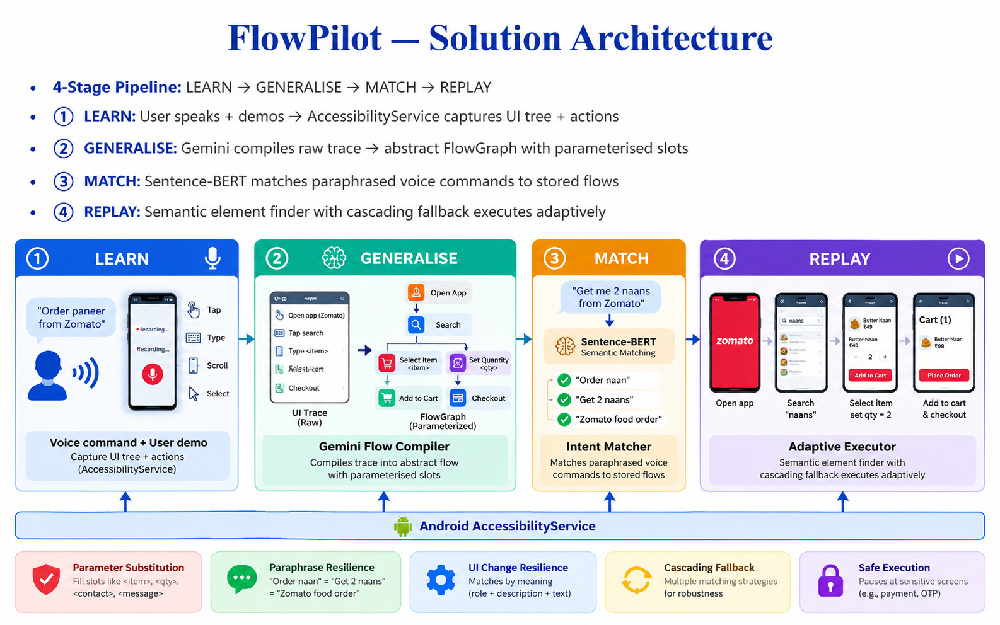 FlowPilot — Solution Architecture
• 4-Stage Pipeline: LEARN → GENERALISE → MATCH → REPLAY
• ① LEARN: User speaks + demos → AccessibilityService captures UI tree + actions
• ② GENERALISE: Gemini compiles raw trace → abstract FlowGraph with parameterised slots
• ③ MATCH: Sentence-BERT matches paraphrased voice commands to stored flows
• ④ REPLAY: Semantic element finder with cascading fallback executes adaptively
① LEARN
"Order paneer
from Zomato"
Recording...
Recording...
Tap
Type
Scroll
Select
Voice command + User demo
Capture UI tree + actions
(AccessibilityService)
② GENERALISE
Open app (Zomato)
Tap search
Type <item>
Checkout
UI Trace
(Raw)
Open App
Search
Select Item
<item>
Set Quantity
<qty>
Add to Cart
Checkout
FlowGraph
(Parameterized)
Gemini Flow Compiler
Compiles trace into abstract flow
with parameterised slots
③ MATCH
"Get me 2 naans
from Zomato"
Sentence-BERT
Semantic Matching
"Order naan"
"Get 2 naans"
"Zomato food order"
Intent Matcher
Matches paraphrased voice
commands to stored flows
④ REPLAY
zomato
Open app
naans
Search
"naans"
Butter Naan
₹49
Butter Naan
₹49
- 2 +
Add to Cart
Select item
set qty = 2
Cart (1)
Butter Naan
₹98
Place Order
Add to cart
& checkout
Adaptive Executor
Semantic element finder with
cascading fallback executes adaptively
Android AccessibilityService
Parameter Substitution
Fill slots like <item>, <qty>,
<contact>, <message>
Paraphrase Resilience
"Order naan" = "Get 2 naans"
= "Zomato food order"
UI Change Resilience
Matches by meaning
(role + description + text)
Cascading Fallback
Multiple matching strategies
for robustness
Safe Execution
Pauses at sensitive screens
(e.g., payment, OTP)